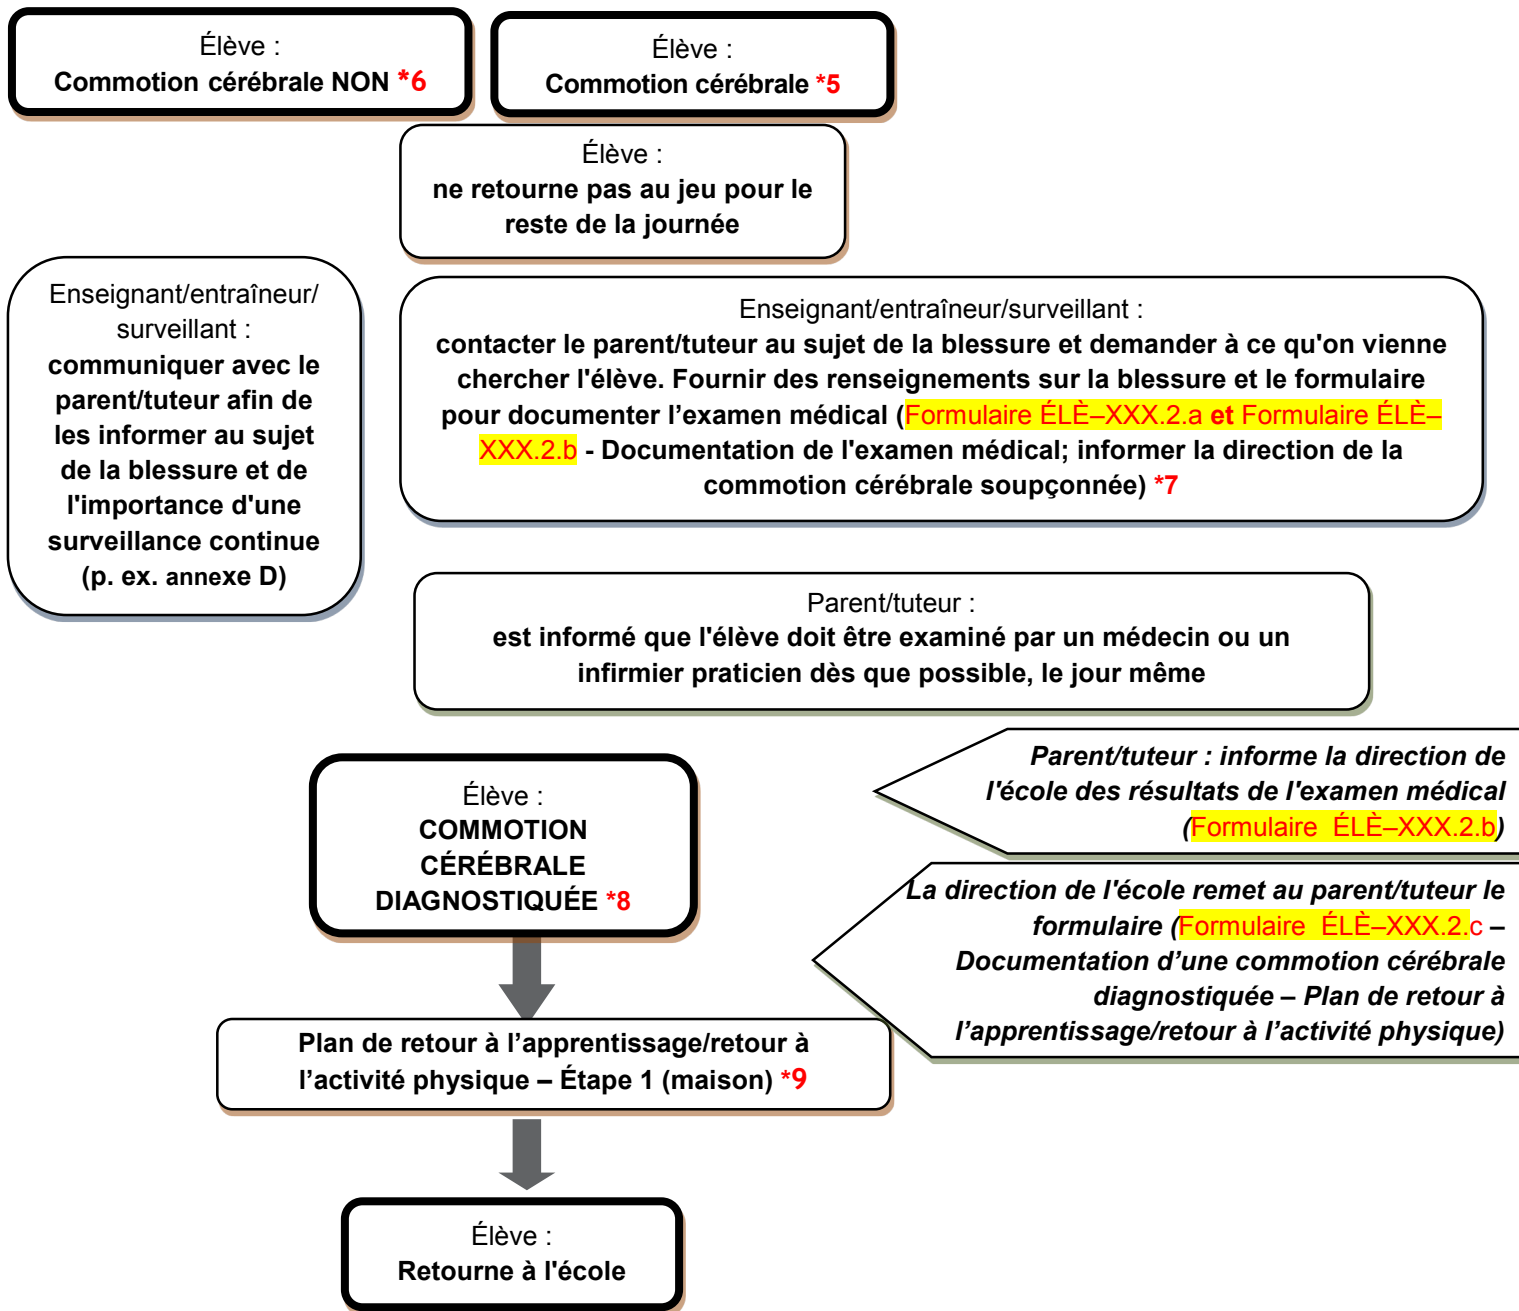 Élève :
Commotion cérébrale NON *6
Élève :
Commotion cérébrale *5
Élève :
ne retourne pas au jeu pour le
reste de la journée
Enseignant/entraîneur/
surveillant :
communiquer avec le
parent/tuteur afin de
les informer au sujet
de la blessure et de
l'importance d'une
surveillance continue
(p. ex. annexe D)
Enseignant/entraîneur/surveillant :
contacter le parent/tuteur au sujet de la blessure et demander à ce qu'on vienne
chercher l'élève. Fournir des renseignements sur la blessure et le formulaire
pour documenter l’examen médical (Formulaire ÉLÈ–XXX.2.a et Formulaire ÉLÈ–
XXX.2.b - Documentation de l'examen médical; informer la direction de la
commotion cérébrale soupçonnée) *7
Parent/tuteur :
est informé que l'élève doit être examiné par un médecin ou un
infirmier praticien dès que possible, le jour même
Parent/tuteur : informe la direction de
l'école des résultats de l'examen médical
(Formulaire ÉLÈ–XXX.2.b)
Élève :
COMMOTION
CÉRÉBRALE
DIAGNOSTIQUÉE *8
La direction de l'école remet au parent/tuteur le
formulaire (Formulaire ÉLÈ–XXX.2.c –
Documentation d’une commotion cérébrale
diagnostiquée – Plan de retour à
l’apprentissage/retour à l’activité physique)
Plan de retour à l’apprentissage/retour à
l’activité physique – Étape 1 (maison) *9
Élève :
Retourne à l'école